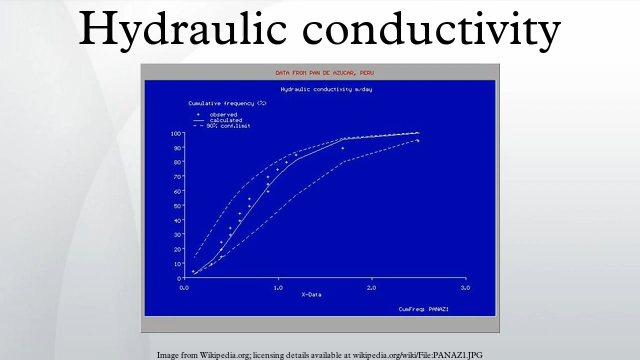 Hydraulic conductivity
DATA FROM PAN DE AZUCAR, PERU
Hydraulic conductivity m/day
Cumulative frequency (%)
+ observed
— calculated
- - 90% conf.limit
100
90
80
70
60
50
40
30
20
10
0
0.0 1.0 2.0 3.0
X-Data
CumFreq: PANAZ1
Image from Wikipedia.org; licensing details available at wikipedia.org/wiki/File:PANAZ1.JPG